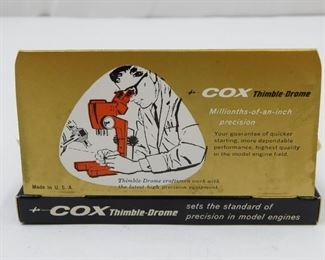 COX Thimble-Drome
Millionths-of-an-inch
precision
Your guarantee of quicker
starting, more dependable
performance, highest quality
in the model engine field.
Thimble-Drome craftsmen work with
the latest high precision equipment.
Made in U. S. A.
COX Thimble-Drome
sets the standard of
precision in model engines